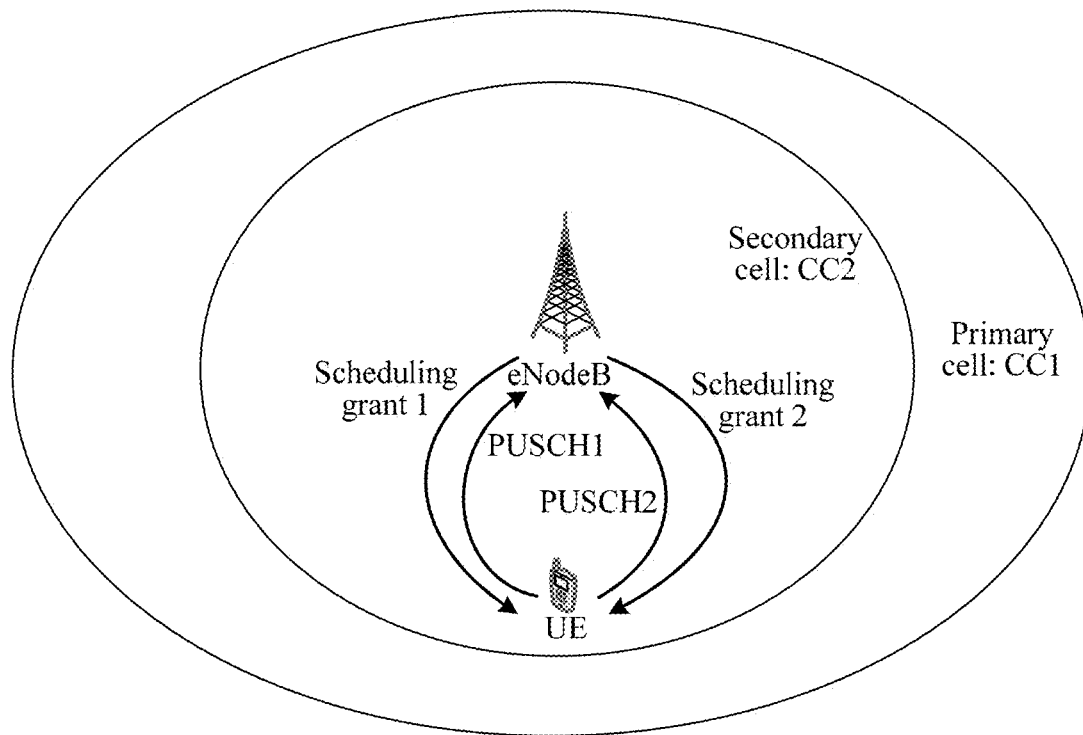 Secondary
cell: CC2
Primary
cell: CC1
Scheduling
grant 1
eNodeB
Scheduling
grant 2
PUSCH1
PUSCH2
UE